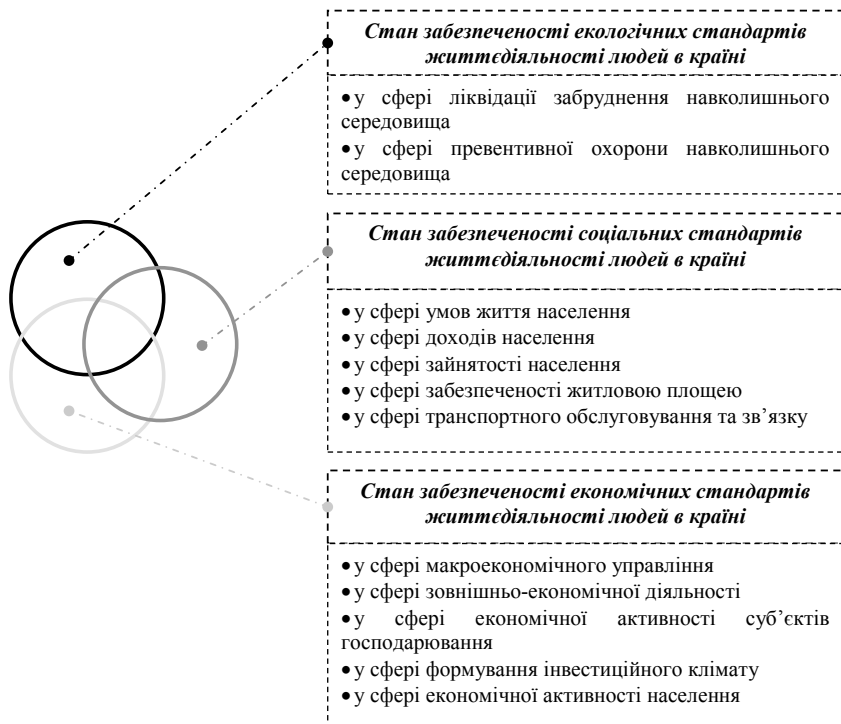 Стан забезпеченості екологічних стандартів
життєдіяльності людей в країні
•у сфері ліквідації забруднення навколишнього
середовища
•у сфері превентивної охорони навколишнього
середовища
Стан забезпеченості соціальних стандартів
життєдіяльності людей в країні
•у сфері умов життя населення
•у сфері доходів населення
•у сфері зайнятості населення
•у сфері забезпеченості житловою площею
•у сфері транспортного обслуговування та зв’язку
Стан забезпеченості економічних стандартів
життєдіяльності людей в країні
•у сфері макроекономічного управління
•у сфері зовнішньо-економічної діяльності
•у сфері економічної активності суб’єктів
господарювання
•у сфері формування інвестиційного клімату
•у сфері економічної активності населення